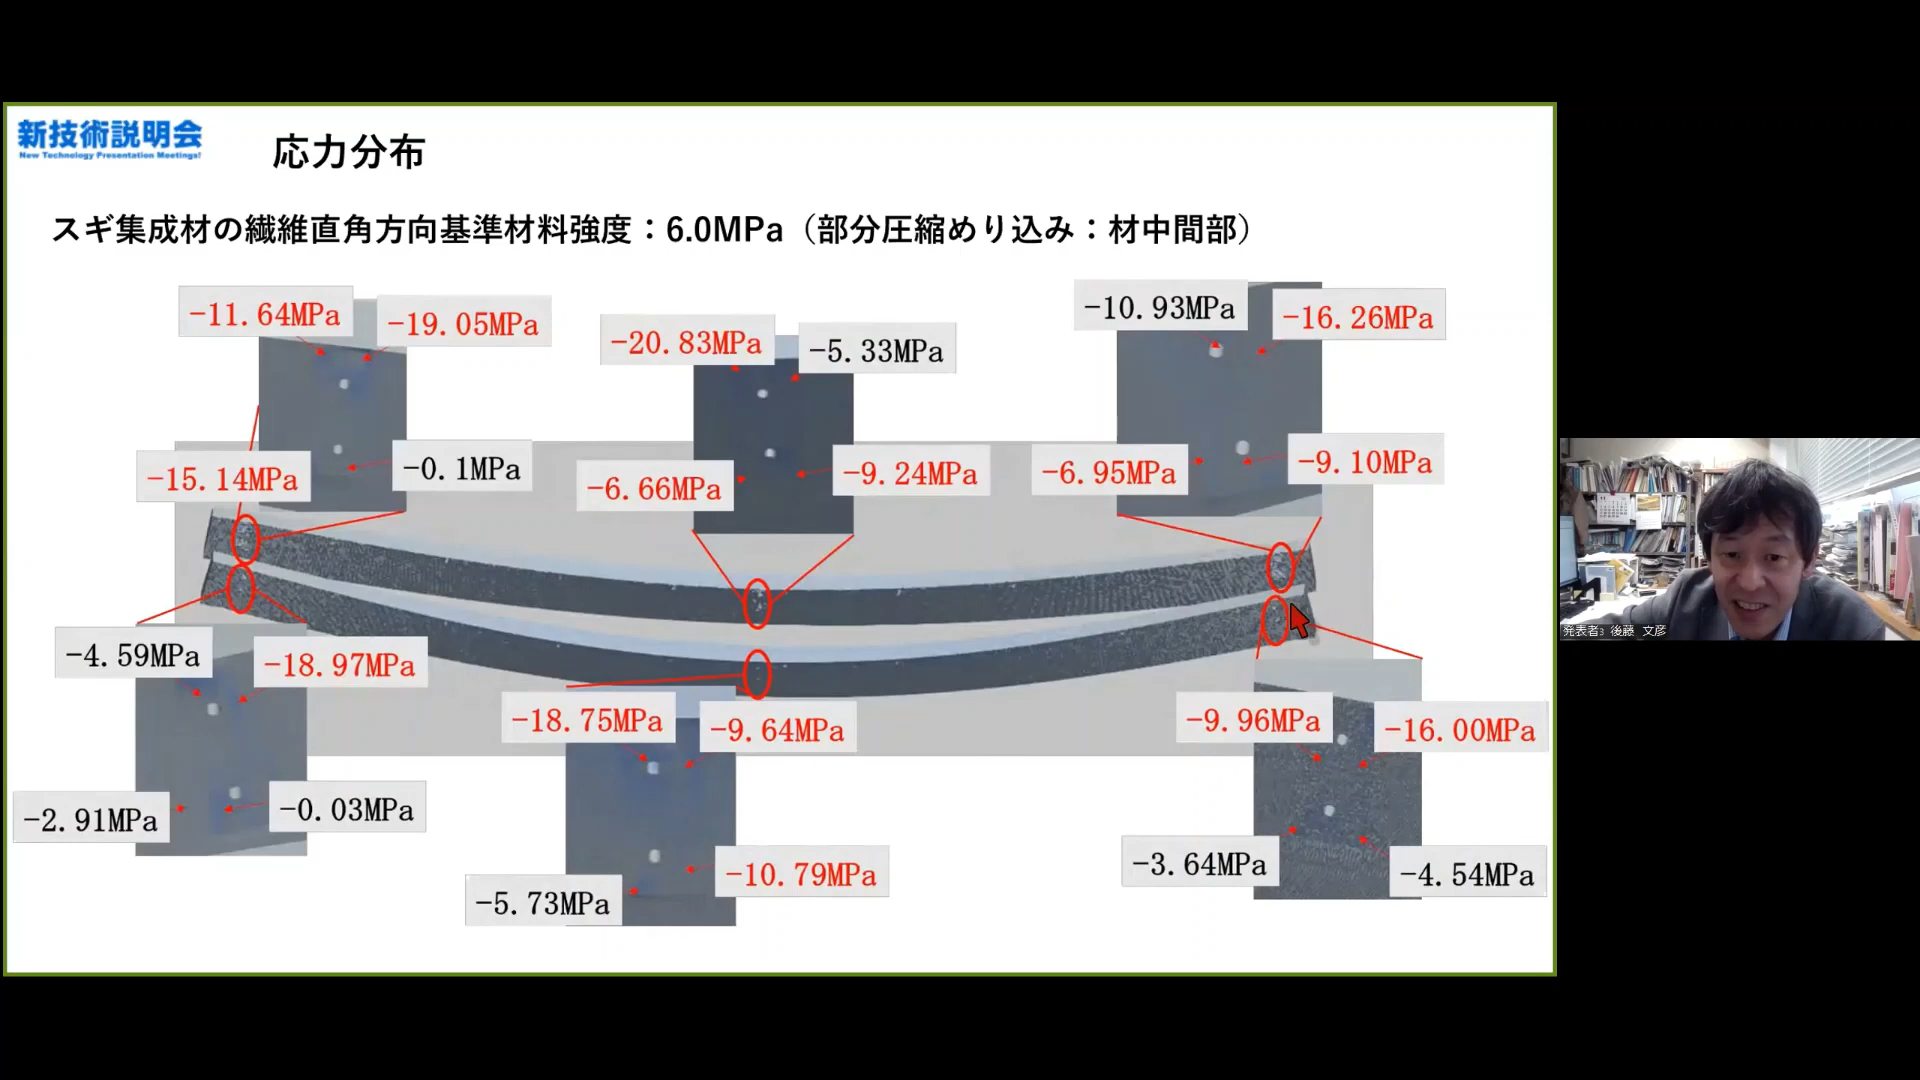 新技術説明会
New Technology Presentation Meetings!
応力分布
スギ集成材の繊維直角方向基準材料強度：6.0MPa（部分圧縮めり込み：材中間部）
-11.64MPa
-19.05MPa
-15.14MPa
-0.1MPa
-20.83MPa
-5.33MPa
-6.66MPa
-9.24MPa
-10.93MPa
-16.26MPa
-6.95MPa
-9.10MPa
-4.59MPa
-18.97MPa
-2.91MPa
-0.03MPa
-18.75MPa
-9.64MPa
-5.73MPa
-10.79MPa
-9.96MPa
-16.00MPa
-3.64MPa
-4.54MPa
発表者3 後藤 文彦